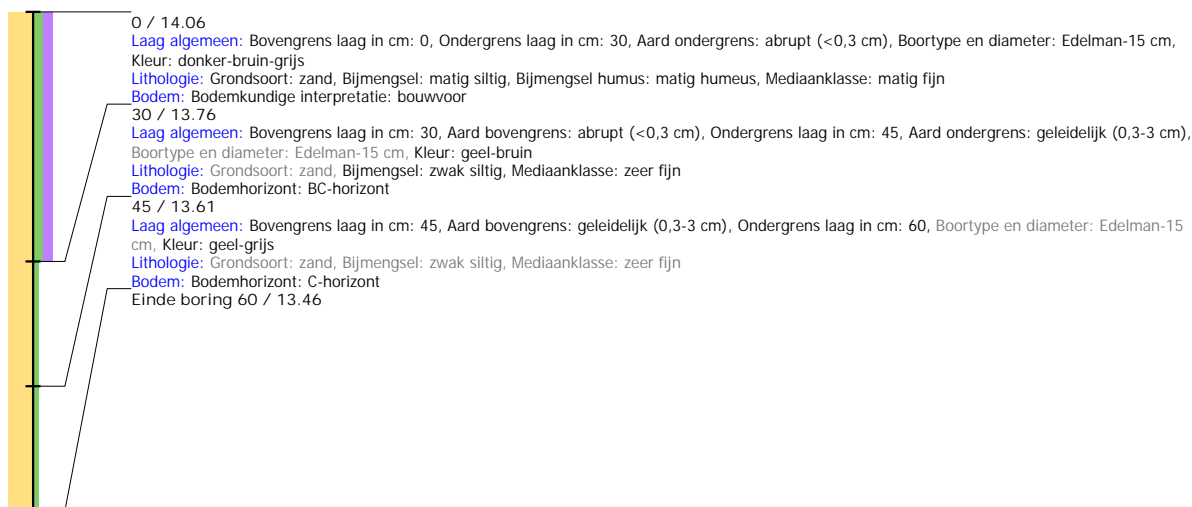 0 / 14.06
Laag algemeen: Bovengrens laag in cm: 0, Ondergrens laag in cm: 30, Aard ondergrens: abrupt (<0,3 cm), Boortype en diameter: Edelman-15 cm,
Kleur: donker-bruin-grijs
Lithologie: Grondsoort: zand, Bijmengsel: matig siltig, Bijmengsel humus: matig humeus, Mediaanklasse: matig fijn
Bodem: Bodemkundige interpretatie: bouwvoor
30 / 13.76
Laag algemeen: Bovengrens laag in cm: 30, Aard bovengrens: abrupt (<0,3 cm), Ondergrens laag in cm: 45, Aard ondergrens: geleidelijk (0,3-3 cm),
Boortype en diameter: Edelman-15 cm, Kleur: geel-bruin
Lithologie: Grondsoort: zand, Bijmengsel: zwak siltig, Mediaanklasse: zeer fijn
Bodem: Bodemhorizont: BC-horizont
45 / 13.61
Laag algemeen: Bovengrens laag in cm: 45, Aard bovengrens: geleidelijk (0,3-3 cm), Ondergrens laag in cm: 60, Boortype en diameter: Edelman-15
cm, Kleur: geel-grijs
Lithologie: Grondsoort: zand, Bijmengsel: zwak siltig, Mediaanklasse: zeer fijn
Bodem: Bodemhorizont: C-horizont
Einde boring 60 / 13.46